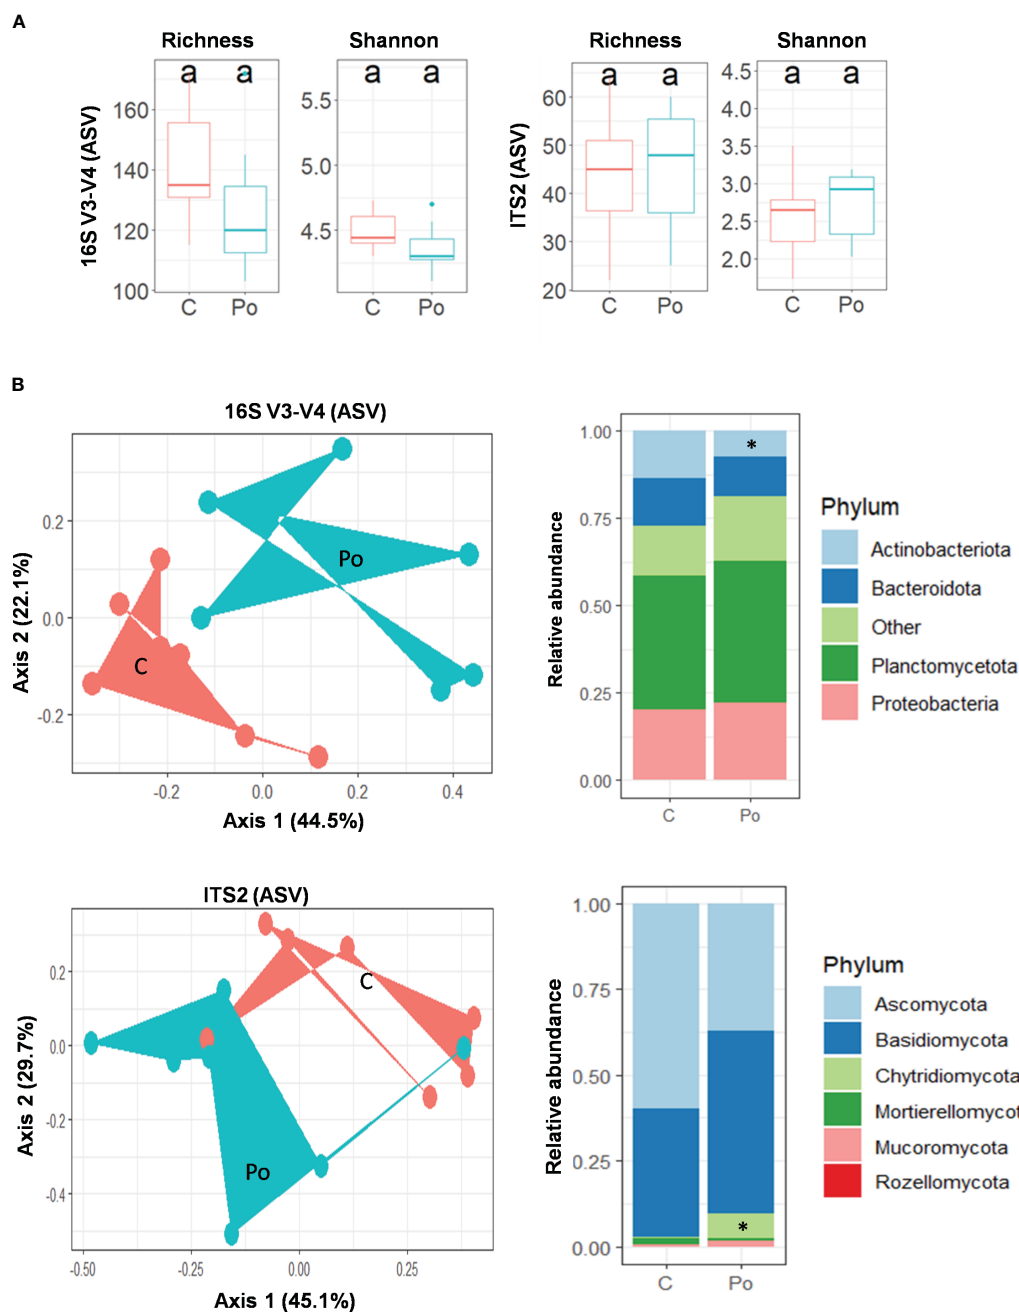 A
Richness
Shannon
Richness
Shannon
16S V3-V4 (ASV)
a a
160
140
120
100
C Po
a a
5.5
5.0
4.5
C Po
ITS2 (ASV)
a a
60
50
40
30
20
C Po
a a
4.5
4.0
3.5
3.0
2.5
2.0
C Po
B
16S V3-V4 (ASV)
Axis 2 (22.1%)
0.2
0.0
-0.2
Po
C
-0.2 0.0 0.2 0.4
Axis 1 (44.5%)
Relative abundance
1.00
0.75
0.50
0.25
0.00
*
C Po
Phylum
Actinobacteriota
Bacteroidota
Other
Planctomycetota
Proteobacteria
ITS2 (ASV)
Axis 2 (29.7%)
0.2
0.0
-0.2
-0.4
C
Po
-0.50 -0.25 0.00 0.25
Axis 1 (45.1%)
Relative abundance
1.00
0.75
0.50
0.25
0.00
*
C Po
Phylum
Ascomycota
Basidiomycota
Chytridiomycota
Mortierellomycot
Mucoromycota
Rozellomycota